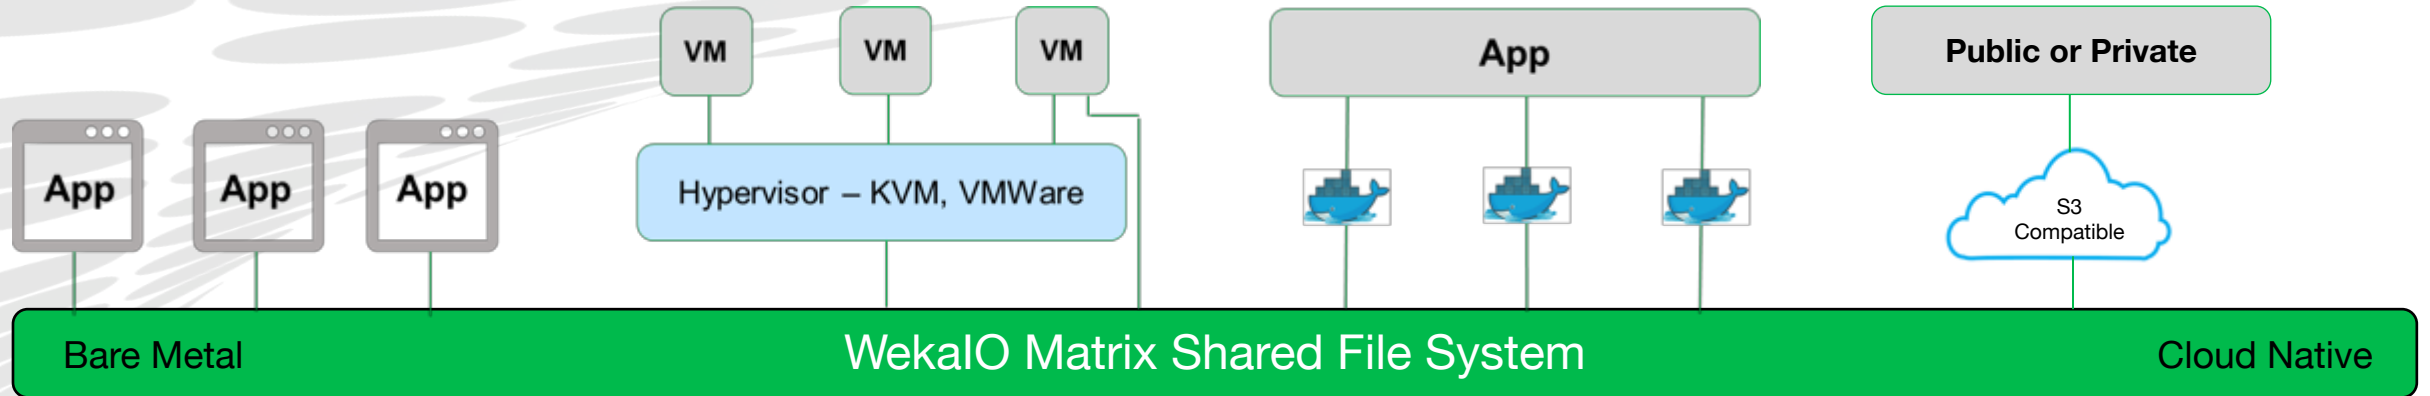 VM
VM
VM
App
Public or Private
App
App
App
Hypervisor – KVM, VMWare
S3
Compatible
Bare Metal
WekaIO Matrix Shared File System
Cloud Native